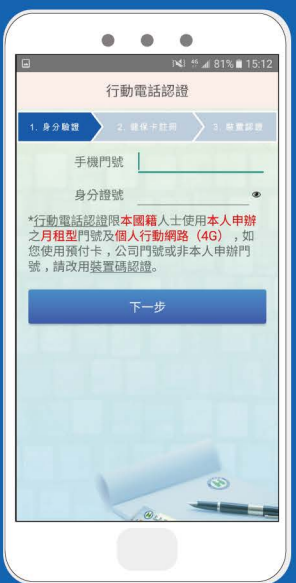 81% 15:12
行動電話認證
1. 身分驗證 2. 健保卡註冊 3. 裝置認證
手機門號
身分證號
*行動電話認證限本國籍人士使用本人申辦
之月租型門號及個人行動網路（4G），如
您使用預付卡，公司門號或非本人申辦門
號，請改用裝置碼認證。
下一步